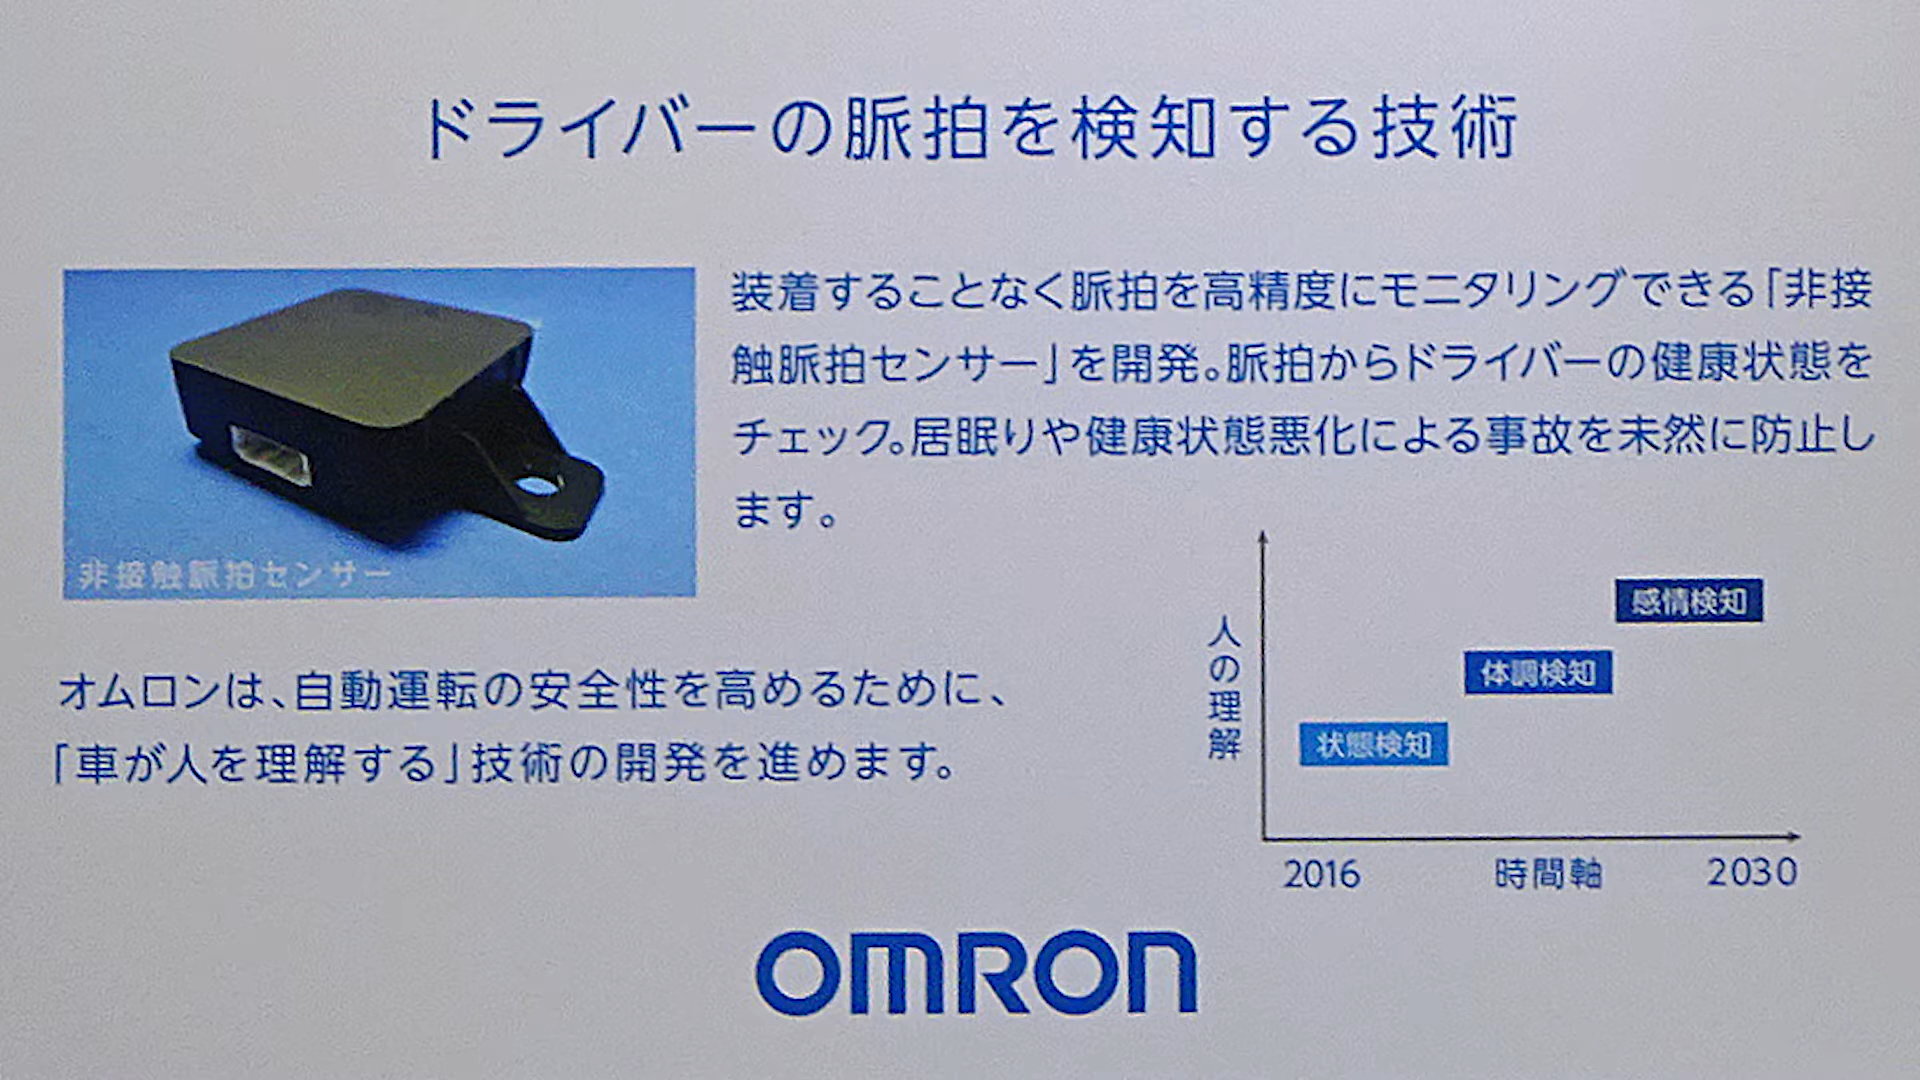 ドライバーの脈拍を検知する技術
装着することなく脈拍を高精度にモニタリングできる「非接
触脈拍センサー」を開発。脈拍からドライバーの健康状態を
チェック。居眠りや健康状態悪化による事故を未然に防止し
ます。
非接触脈拍センサー
オムロンは、自動運転の安全性を高めるために、
「車が人を理解する」技術の開発を進めます。
人の理解
感情検知
体調検知
状態検知
2016 時間軸 2030
OMRON